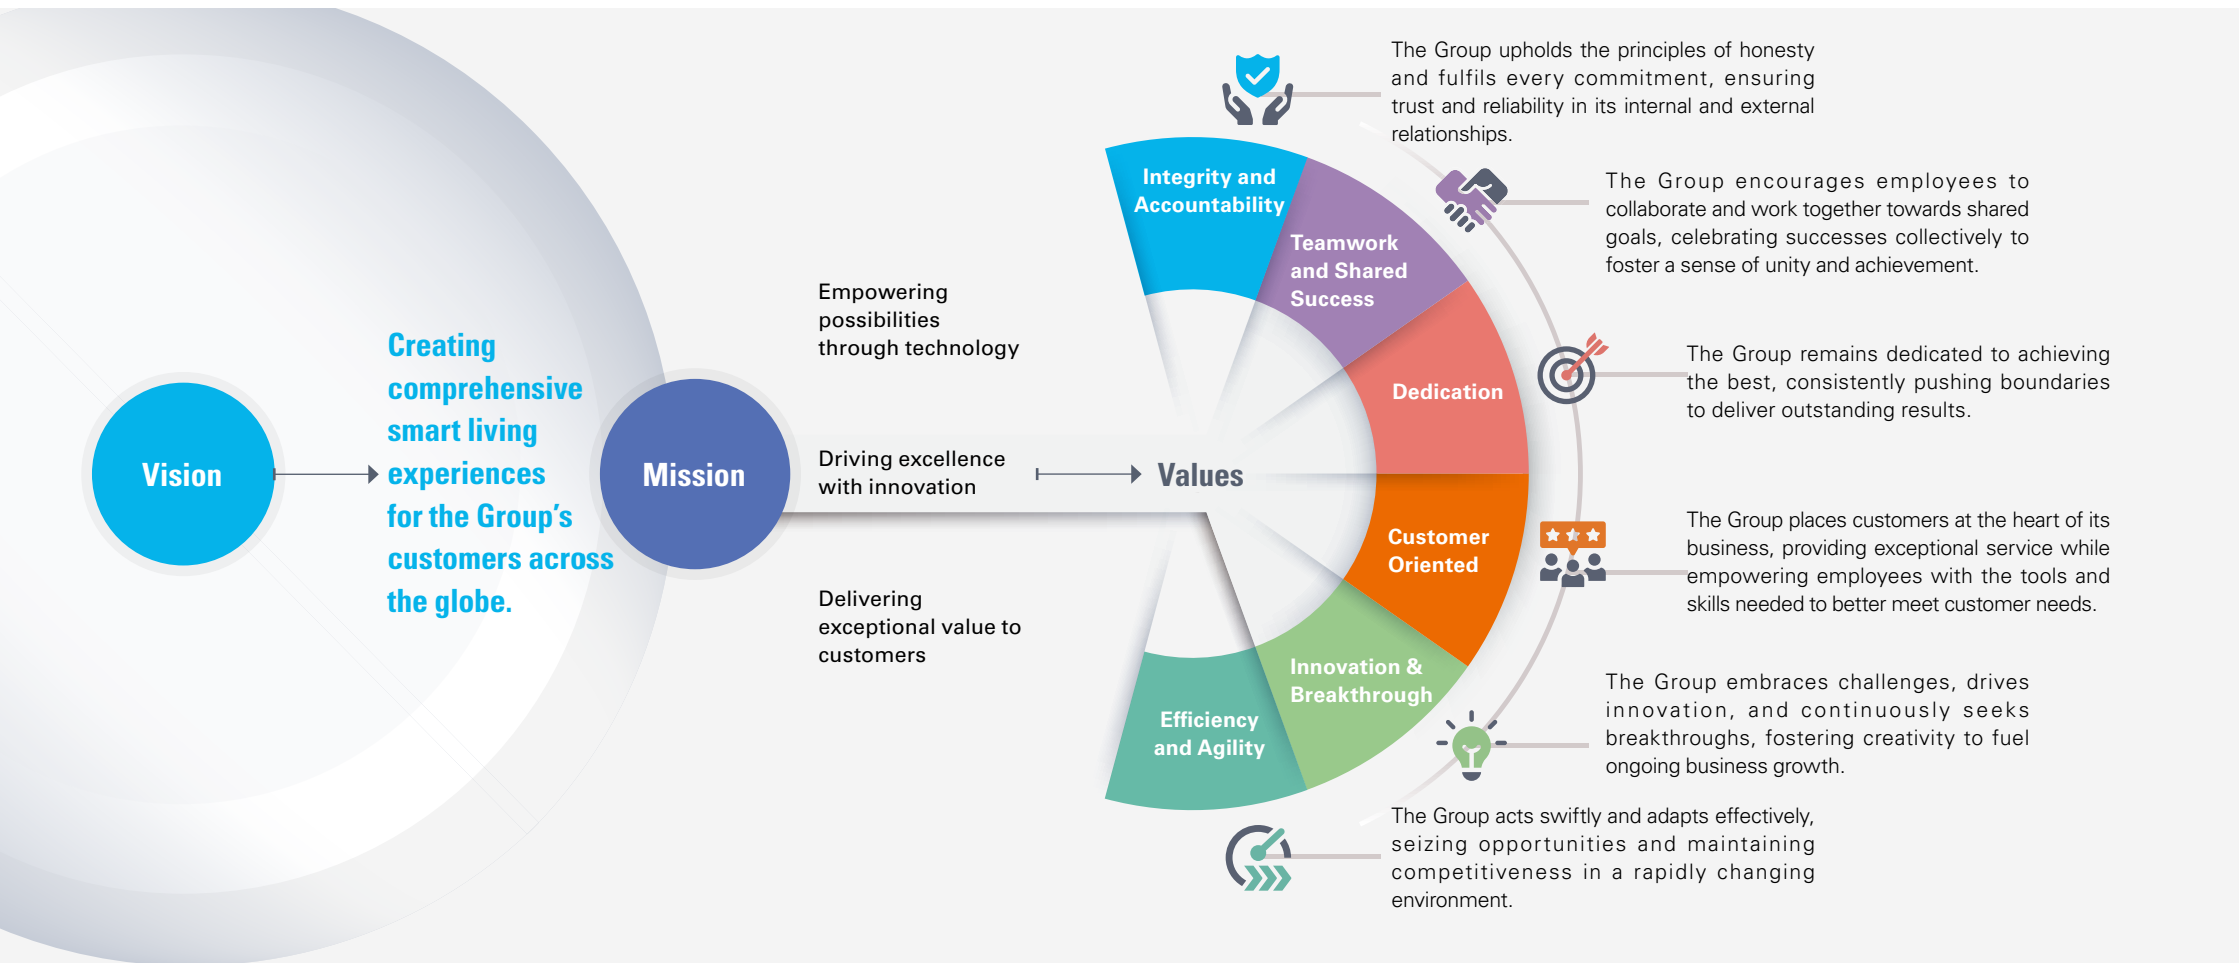 Vision
Creating
comprehensive
smart living
experiences
for the Group's
customers across
the globe.
Mission
Empowering
possibilities
through technology
Driving excellence
with innovation
Delivering
exceptional value to
customers
Values
Integrity and
Accountability
The Group upholds the principles of honesty
and fulfils every commitment, ensuring
trust and reliability in its internal and external
relationships.
Teamwork
and Shared
Success
The Group encourages employees to
collaborate and work together towards shared
goals, celebrating successes collectively to
foster a sense of unity and achievement.
Dedication
The Group remains dedicated to achieving
the best, consistently pushing boundaries
to deliver outstanding results.
Customer
Oriented
The Group places customers at the heart of its
business, providing exceptional service while
empowering employees with the tools and
skills needed to better meet customer needs.
Innovation &
Breakthrough
The Group embraces challenges, drives
innovation, and continuously seeks
breakthroughs, fostering creativity to fuel
ongoing business growth.
Efficiency
and Agility
The Group acts swiftly and adapts effectively,
seizing opportunities and maintaining
competitiveness in a rapidly changing
environment.